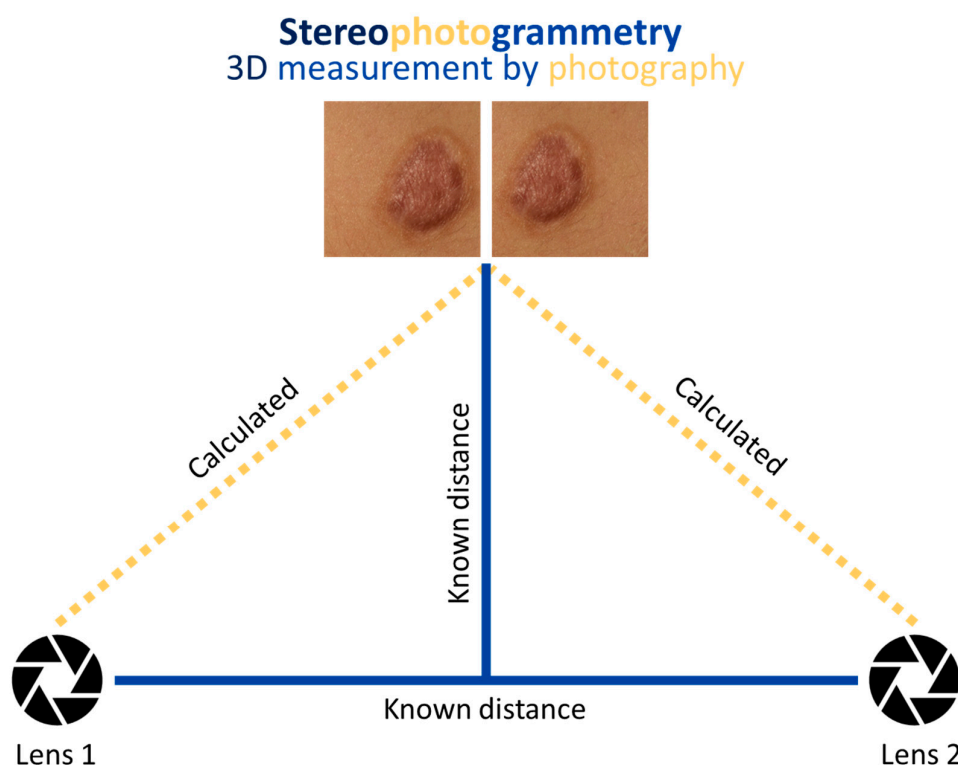 Stereophotogrammetry
3D measurement by photography
Calculated
Calculated
Known distance
Known distance
Lens 1
Lens 2